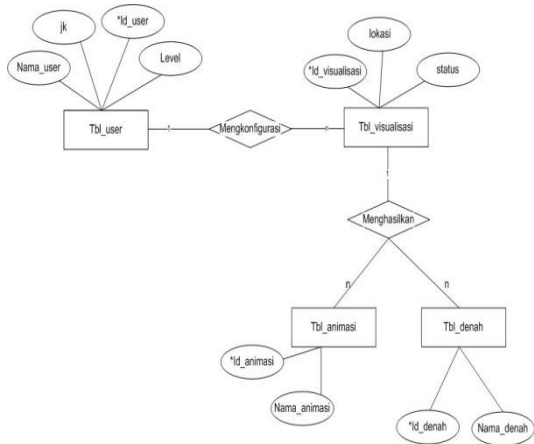 lokasi
jk
*Id_user
Nama_user
Level
*Id_visualisasi
status
Tbl_user
1
Mengkonfigurasi
n
Tbl_visualisasi
1
Menghasilkan
n
n
Tbl_animasi
Tbl_denah
*Id_animasi
Nama_animasi
*Id_denah
Nama_denah